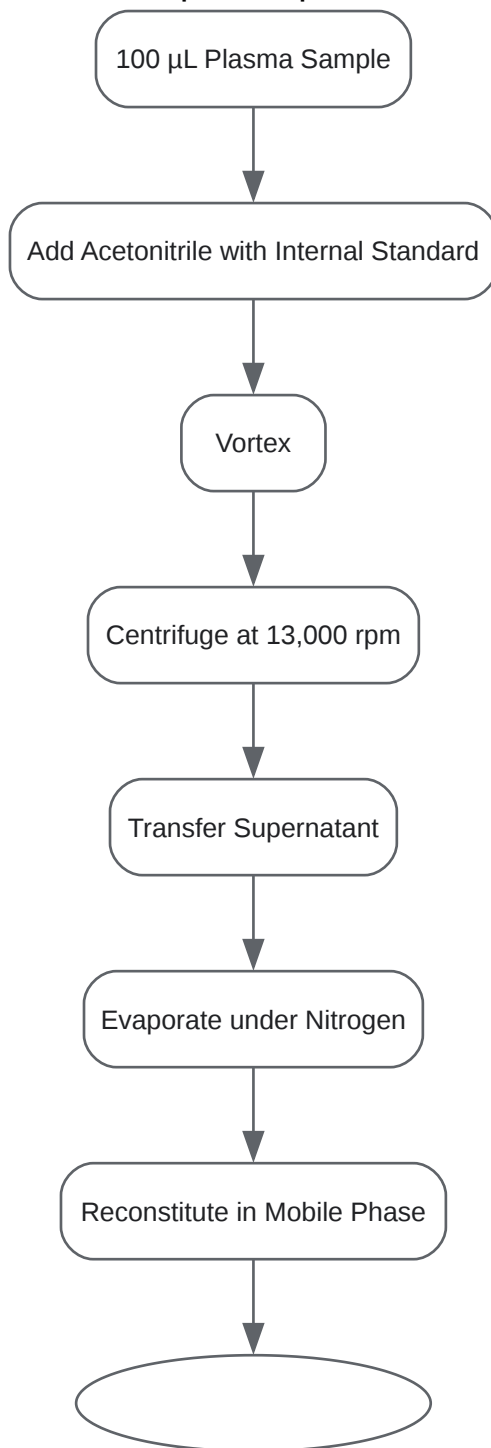 100 µL Plasma Sample
Add Acetonitrile with Internal Standard
Vortex
Centrifuge at 13,000 rpm
Transfer Supernatant
Evaporate under Nitrogen
Reconstitute in Mobile Phase